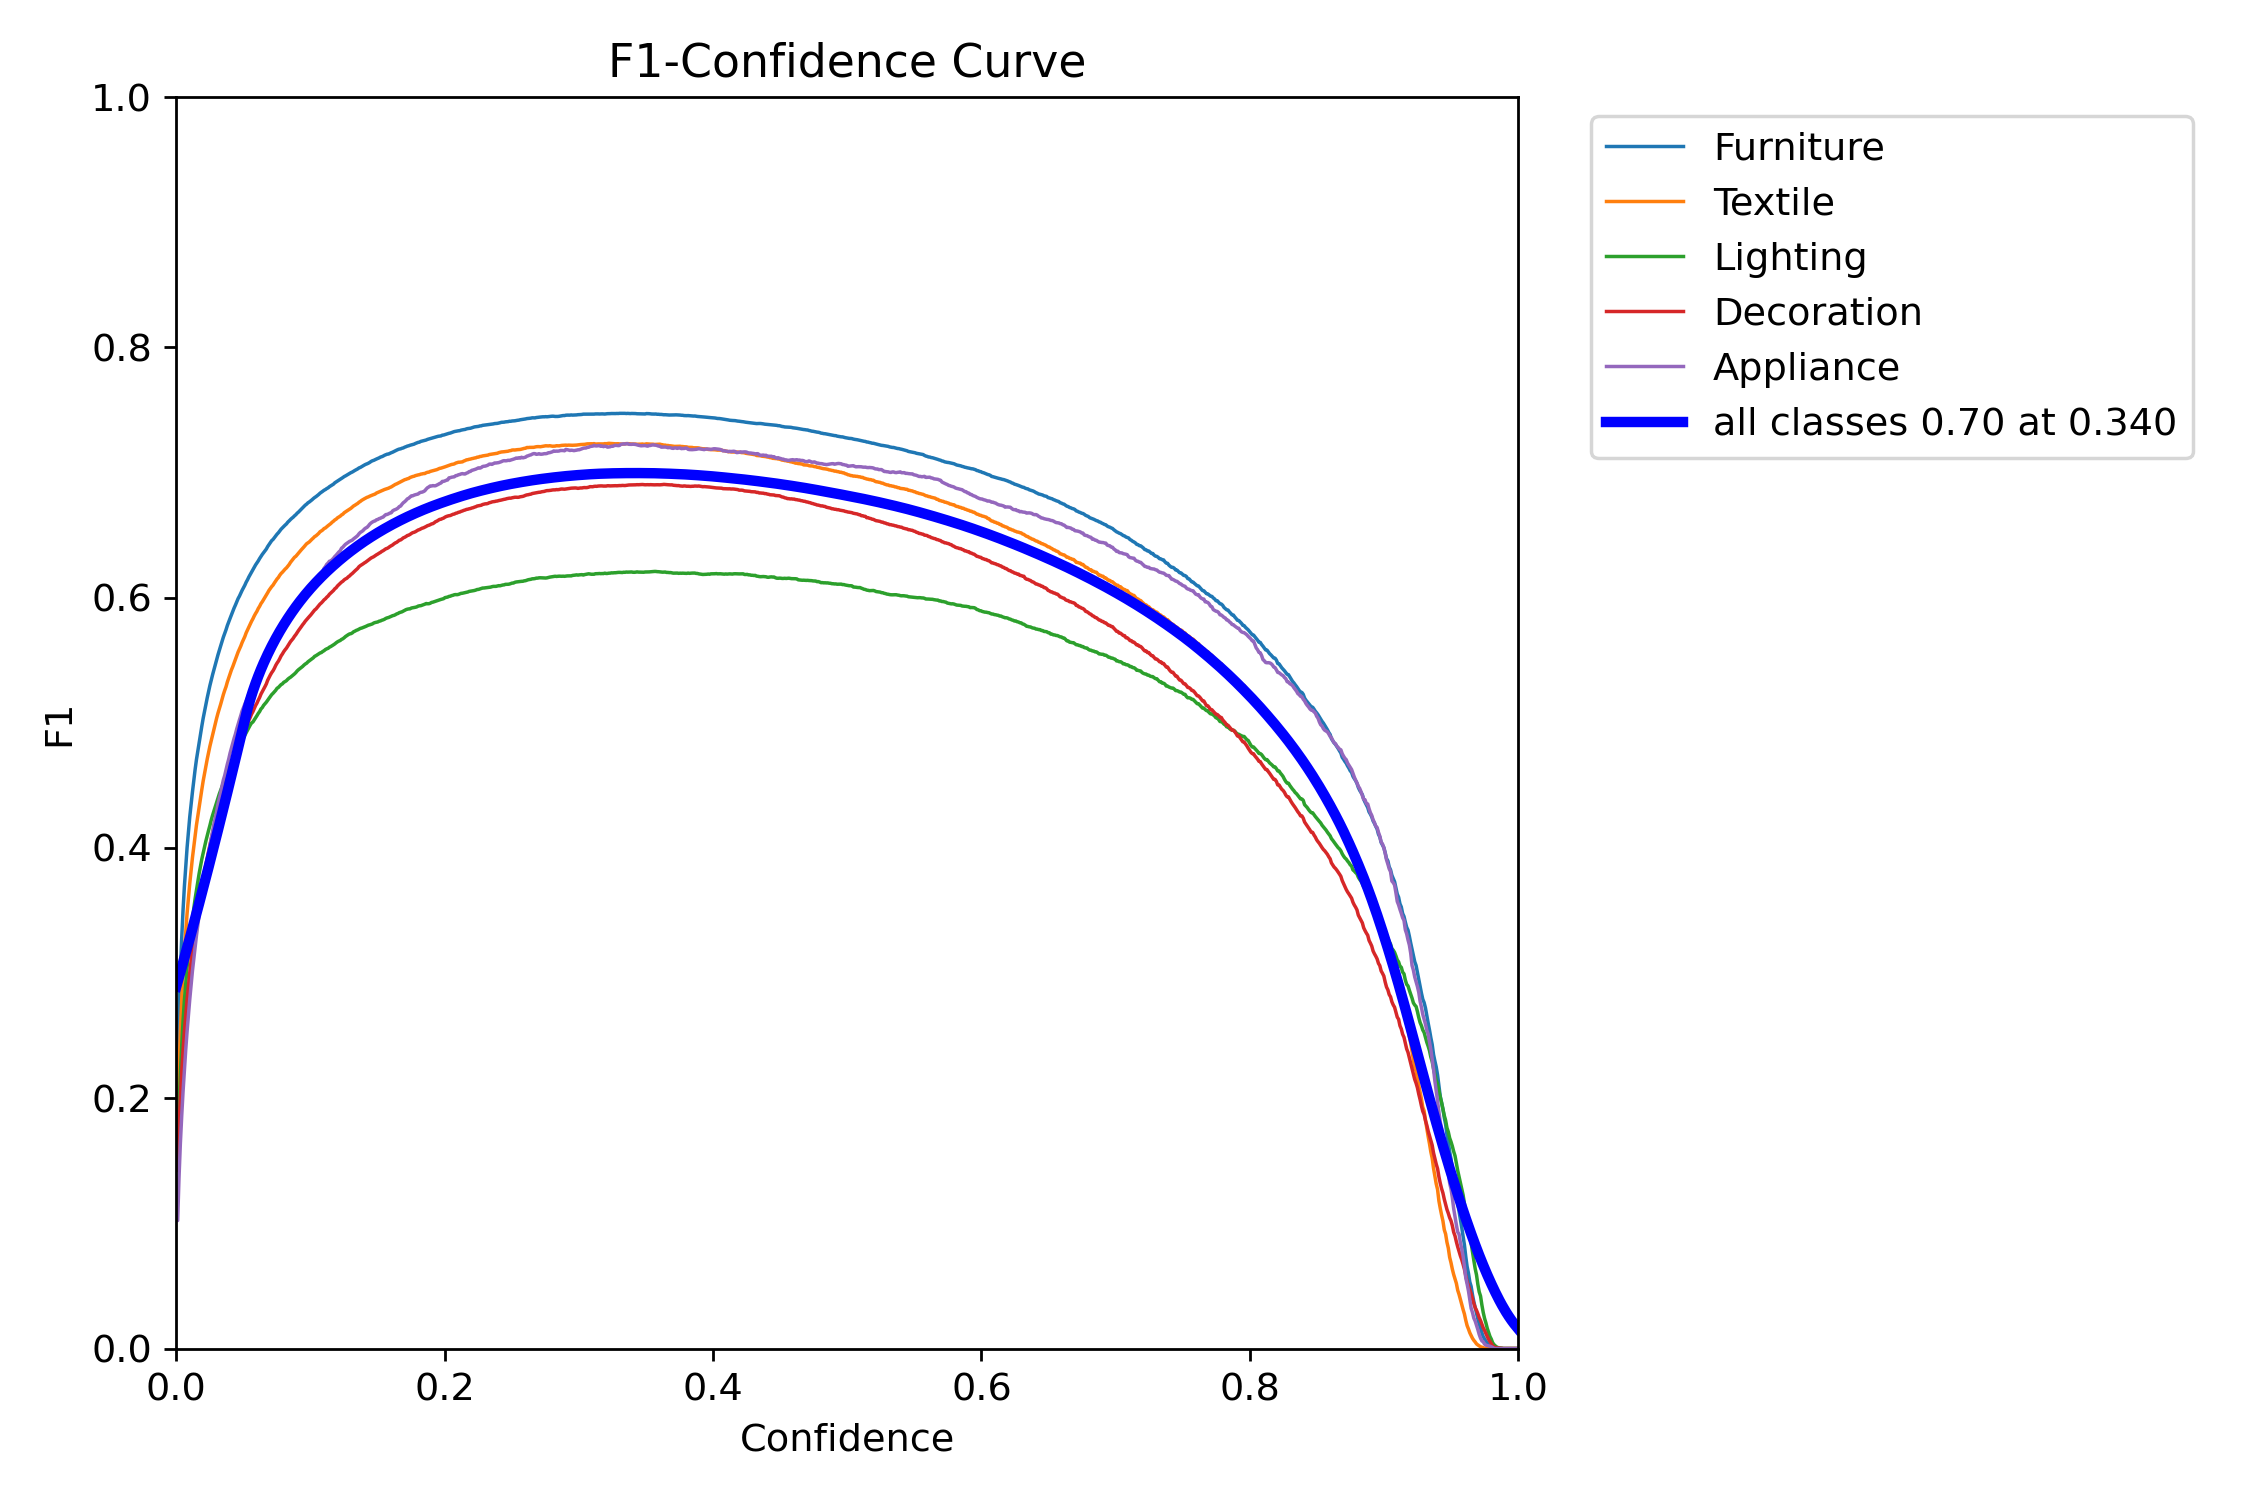 F1-Confidence Curve
1.0
0.8
0.6
0.4
0.2
0.0
F1
0.0 0.2 0.4 0.6 0.8 1.0
Confidence
Furniture
Textile
Lighting
Decoration
Appliance
all classes 0.70 at 0.340